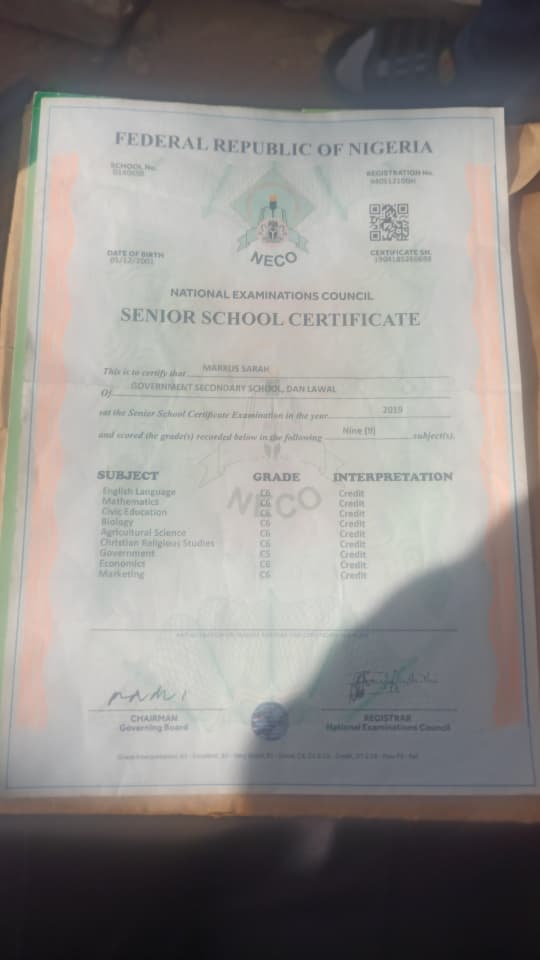 FEDERAL REPUBLIC OF NIGERIA
SCHOOL No.
REGISTRATION No.
DATE OF BIRTH
05/12/2001
CERTIFICATE SN.
NECO
NATIONAL EXAMINATIONS COUNCIL
SENIOR SCHOOL CERTIFICATE
This is to certify that MARKUS SARAH
Of GOVERNMENT SECONDARY SCHOOL, DAN LAWAL
sat the Senior School Certificate Examination in the year 2019
and scored the grade(s) recorded below in the following Nine (9) subject(s).
SUBJECT GRADE INTERPRETATION
English Language C6 Credit
Mathematics C6 Credit
Civic Education C6 Credit
Biology C6 Credit
Agricultural Science C6 Credit
Christian Religious Studies C6 Credit
Government C5 Credit
Economics C6 Credit
Marketing C6 Credit
NECO
CHAIRMAN
Governing Board
REGISTRAR
National Examinations Council